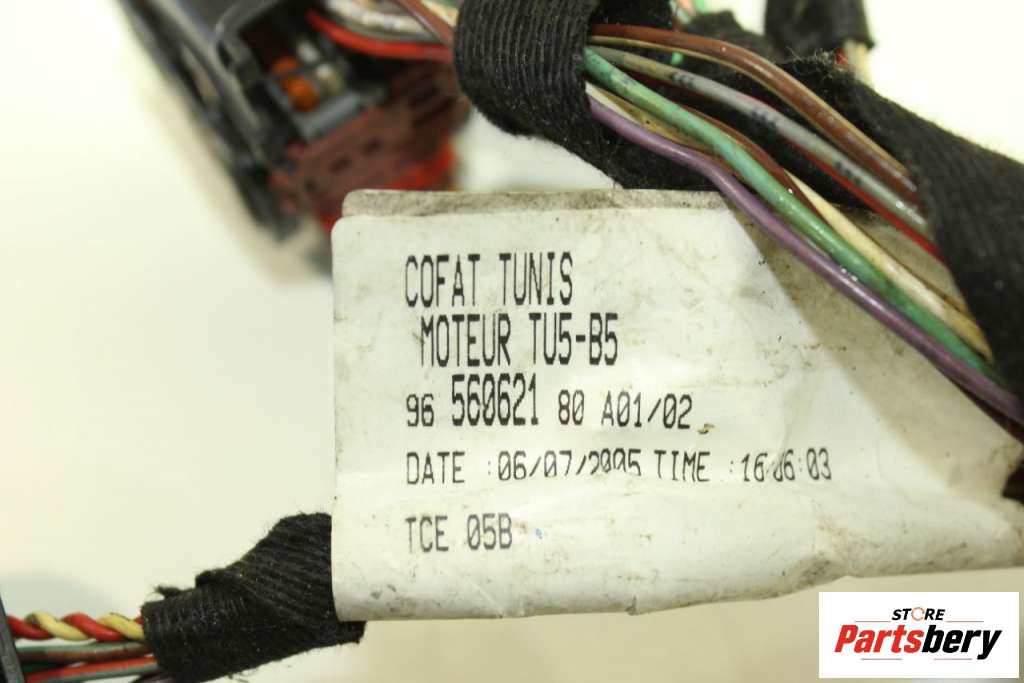 COFAT TUNIS
MOTEUR TU5-B5
96 560621 80 A01/02
DATE :06/07/2005 TIME :16:06:03
TCE 05B
STORE
Partsbery